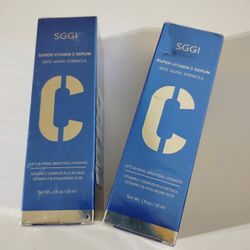 SGGI
SUPER VITAMIN C SERUM
ANTI AGING FORMULA
C
LIFTS & FIRMS, BRIGHTENS, HYDRATES
VITAMIN C COMPLEX PLUS RETINOL
VITAMIN E & HYALURONIC ACID
Net. 1 fl oz / 30 ml
SGGI
SUPER VITAMIN C SERUM
ANTI AGING FORMULA
C
LIFTS & FIRMS, BRIGHTENS, HYDRATES
VITAMIN C COMPLEX PLUS RETINOL
VITAMIN E & HYALURONIC ACID
Net. 1 fl oz / 30 ml